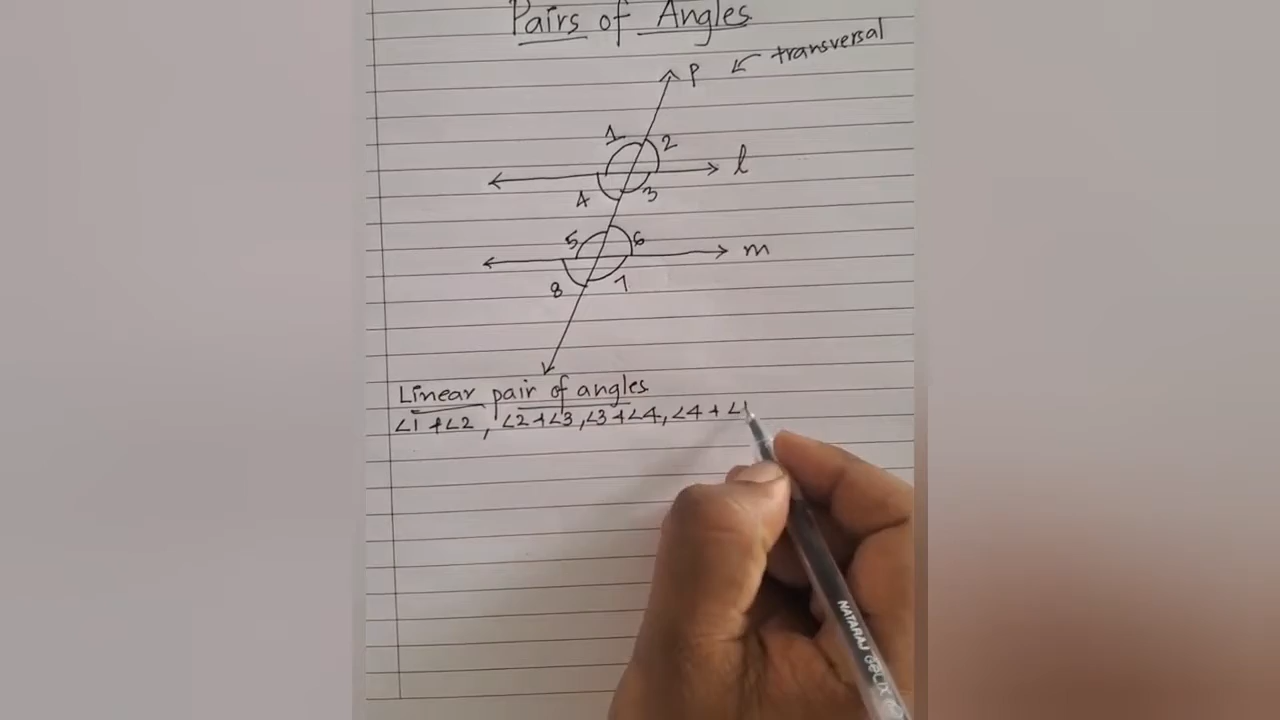 Pairs of Angles
transversal
p
1 2
l
4 3
5 6
m
8 7
Linear pair of angles
∠1+∠2, ∠2+∠3, ∠3+∠4, ∠4+∠1
NATARAJ